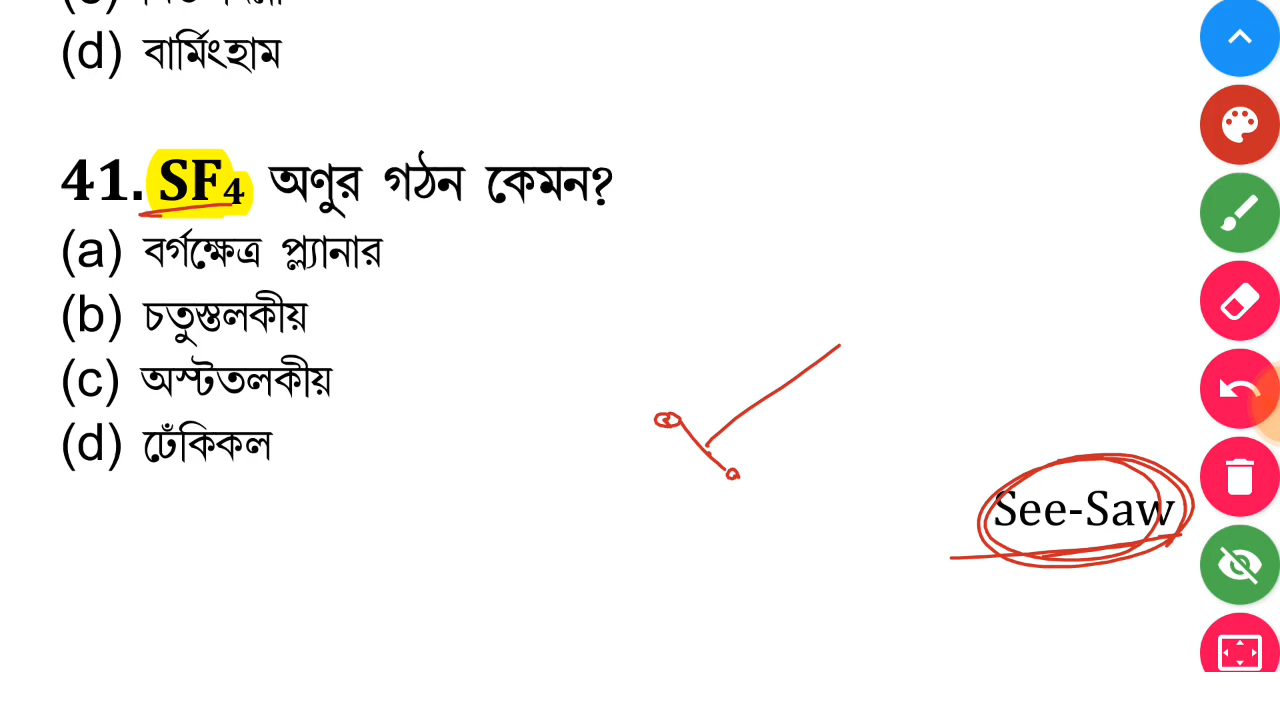 (d) বার্মিংহাম
41. SF₄ অণুর গঠন কেমন?
(a) বর্গক্ষেত্র প্ল্যানার
(b) চতুস্তলকীয়
(c) অস্টতলকীয়
(d) ঢেঁকিকল
See-Saw